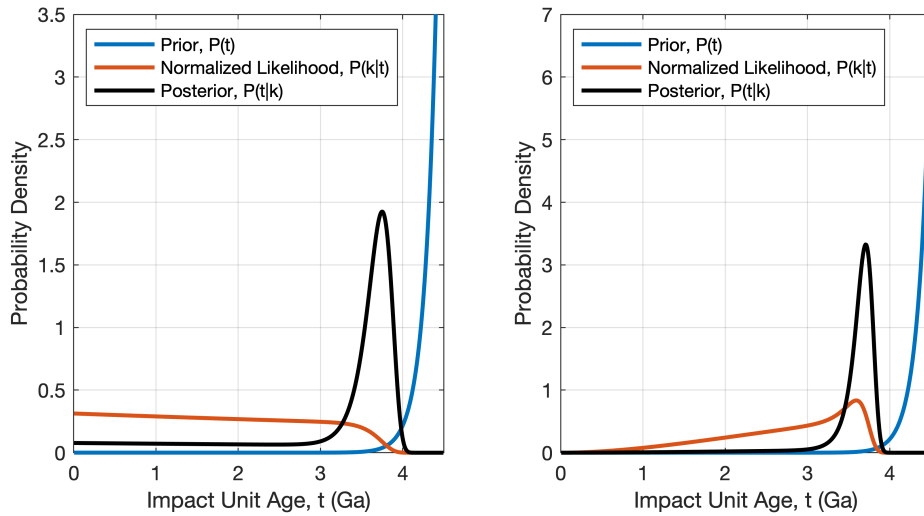 3.5
3
2.5
2
1.5
1
0.5
0
Probability Density
Prior, P(t)
Normalized Likelihood, P(k|t)
Posterior, P(t|k)
0 1 2 3 4
Impact Unit Age, t (Ga)
7
6
5
4
3
2
1
0
Probability Density
Prior, P(t)
Normalized Likelihood, P(k|t)
Posterior, P(t|k)
0 1 2 3 4
Impact Unit Age, t (Ga)